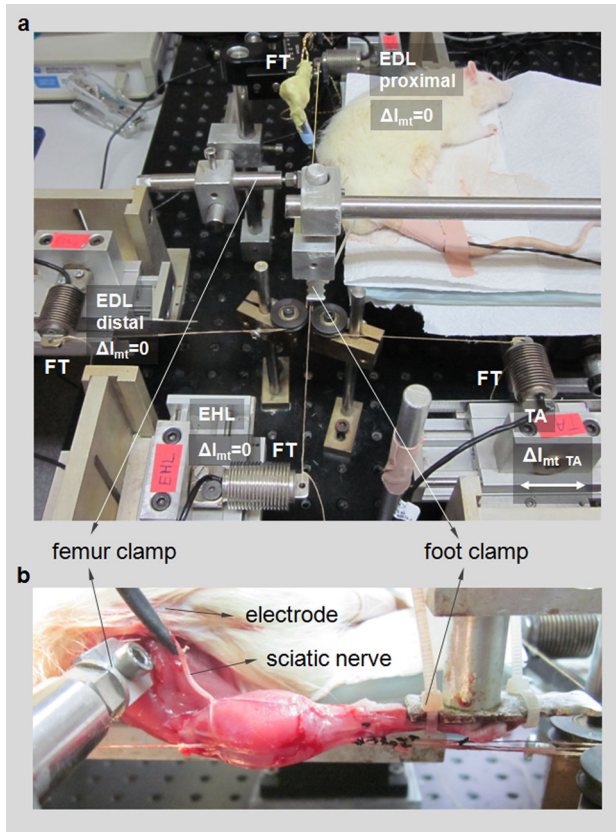 a
FT
EDL
proximal
Δlmt=0
EHL
EDL
distal
Δlmt=0
FT
FT
TA
TA
Δlmt TA
EHL
Δlmt=0
FT
EHL
femur clamp
foot clamp
b
electrode
sciatic nerve